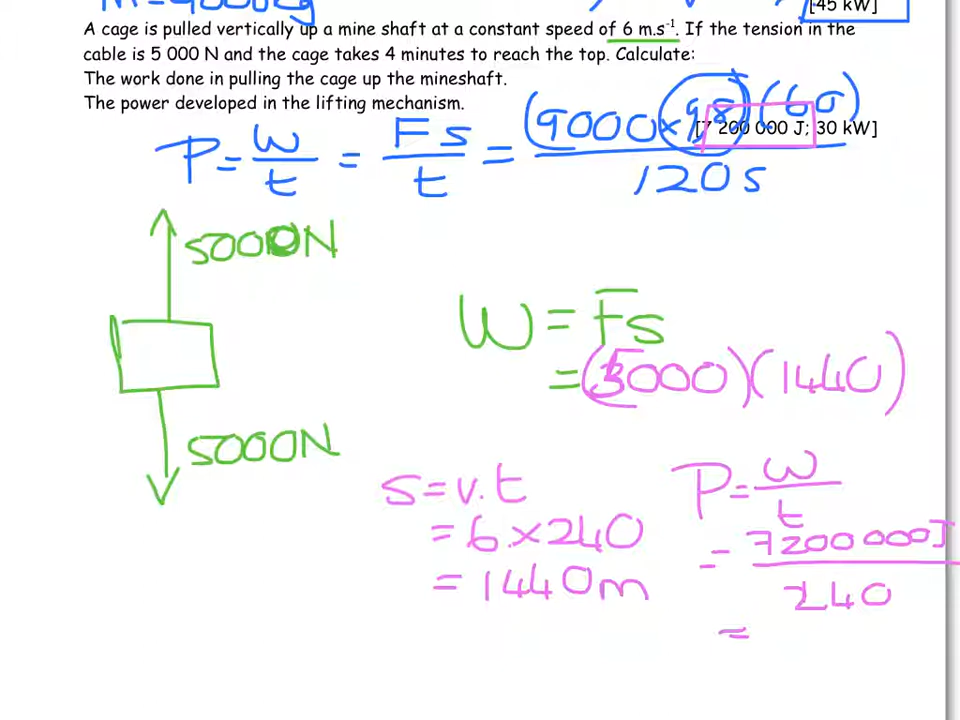 [45 kW]
A cage is pulled vertically up a mine shaft at a constant speed of 6 m.s⁻¹. If the tension in the
cable is 5 000 N and the cage takes 4 minutes to reach the top. Calculate:
The work done in pulling the cage up the mineshaft.
The power developed in the lifting mechanism.
[7 200 000 J; 30 kW]
P = W/t = Fs/t = (9000 × 9,8)(60)/120 s
5000N
5000N
W = Fs
= (5000)(1440)
s = v.t
= 6 × 240
= 1440m
P = W/t
= 7200 000J/240
=